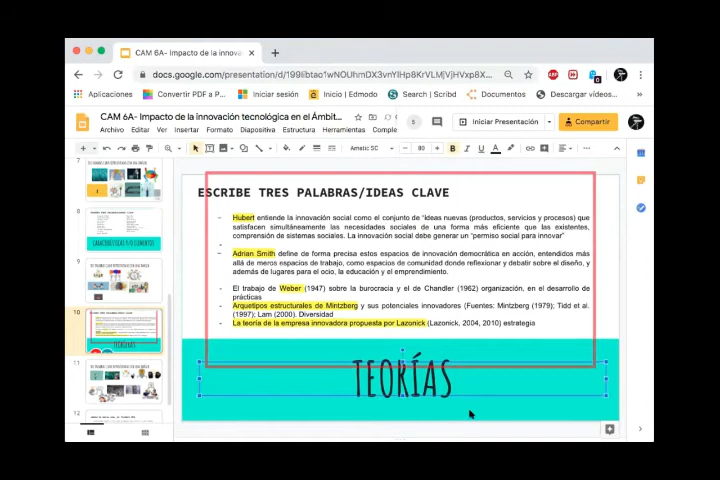 CAM 6A- Impacto de la innova
docs.google.com/presentation/d/199libtao1wNOUhmDX3vnYlHp8KrVLMjVjHVxp8X...
Aplicaciones
Convertir PDF a P...
Iniciar sesión
Inicio | Edmodo
Search | Scribd
Documentos
Descargar vídeos...
CAM 6A- Impacto de la innovación tecnológica en el Ámbit...
Archivo Editar Ver Insertar Formato Diapositiva Estructura Herramientas Comple
5
Iniciar Presentación
Compartir
Amatic SC
80
B I U A
7
8
CARACTERÍSTICAS Y/O ELEMENTOS
9
10
TEORÍAS
11
12
ESCRIBE TRES PALABRAS/IDEAS CLAVE
- Hubert entiende la innovación social como el conjunto de "ideas nuevas (productos, servicios y procesos) que
satisfacen simultáneamente las necesidades sociales de una forma más eficiente que las existentes,
comprensión de sistemas sociales. La innovación social debe generar un "permiso social para innovar"
-
- Adrian Smith define de forma precisa estos espacios de innovación democrática en acción, entendidos más
allá de meros espacios de trabajo, como espacios de comunidad donde reflexionar y debatir sobre el diseño, y
además de lugares para el ocio, la educación y el emprendimiento.
- El trabajo de Weber (1947) sobre la burocracia y el de Chandler (1962) organización, en el desarrollo de
prácticas
- Arquetipos estructurales de Mintzberg y sus potenciales innovadores (Fuentes: Mintzberg (1979); Tidd et al.
(1997); Lam (2000). Diversidad
- La teoría de la empresa innovadora propuesta por Lazonick (Lazonick, 2004, 2010) estrategia
TEORÍAS